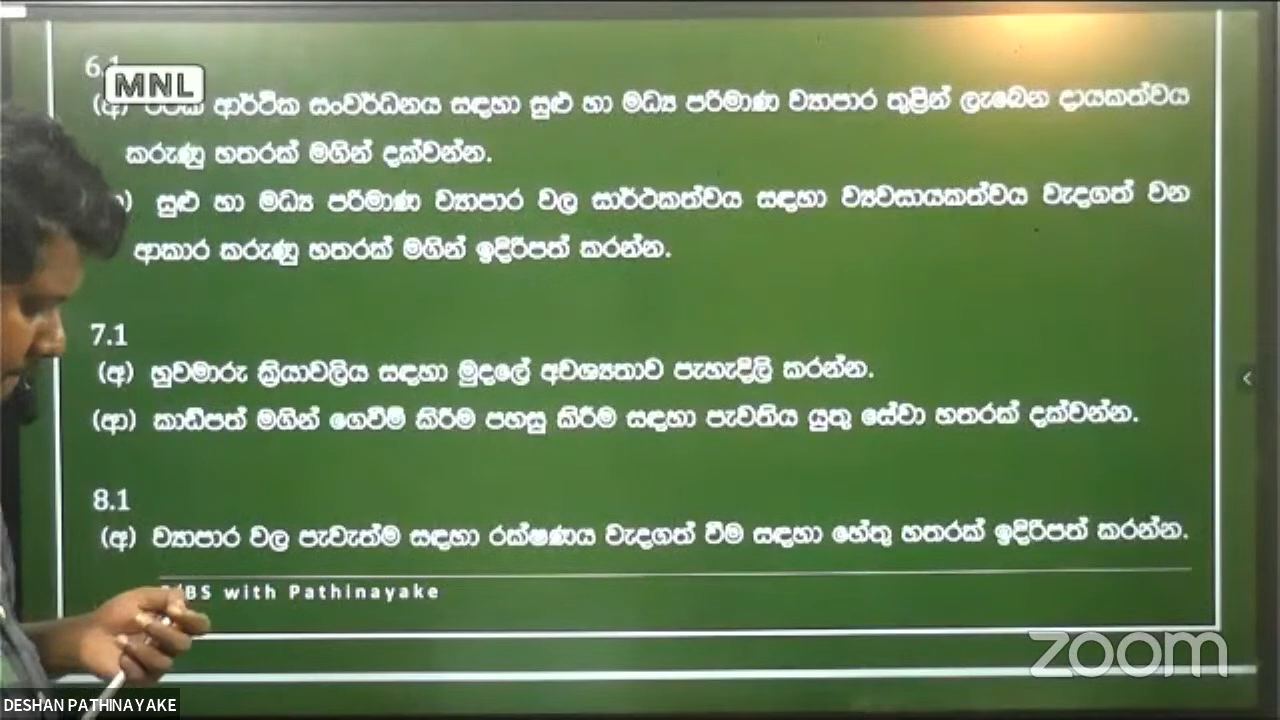 6.1
MNL
(අ) රටක ආර්ථික සංවර්ධනය සඳහා සුළු හා මධ්‍ය පරිමාණ ව්‍යාපාර තුළින් ලැබෙන දායකත්වය
කරුණු හතරක් මගින් දක්වන්න.
සුළු හා මධ්‍ය පරිමාණ ව්‍යාපාර වල සාර්ථකත්වය සඳහා ව්‍යවසායකත්වය වැදගත් වන
ආකාර කරුණු හතරක් මගින් ඉදිරිපත් කරන්න.
7.1
(අ) හුවමාරු ක්‍රියාවලිය සඳහා මුදලේ අවශ්‍යතාව පැහැදිලි කරන්න.
(ආ) කාඩ්පත් මගින් ගෙවීම් කිරීම පහසු කිරීම සඳහා පැවතිය යුතු සේවා හතරක් දක්වන්න.
8.1
(අ) ව්‍යාපාර වල පැවැත්ම සඳහා රක්ෂණය වැදගත් වීම සඳහා හේතු හතරක් ඉදිරිපත් කරන්න.
BS with Pathinayake
zoom
DESHAN PATHINAYAKE